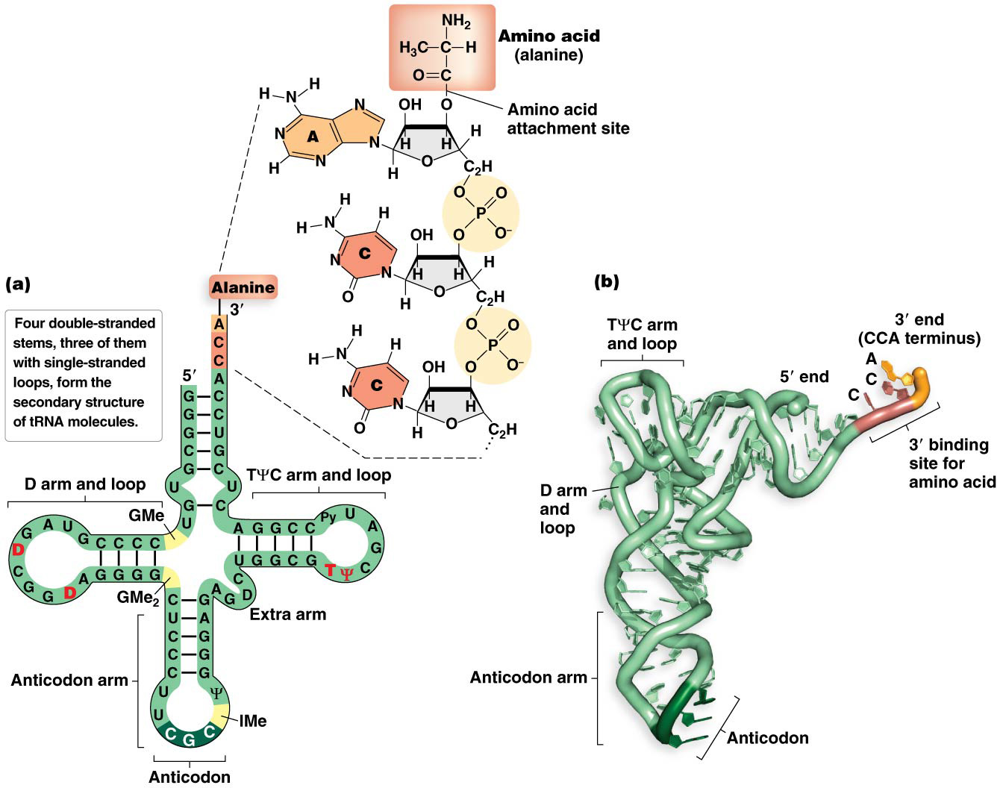 NH₂
H₃C–C–H
O=C
Amino acid
(alanine)
O
Amino acid
attachment site
H
N
H
N
N
N
N
A
H
OH
H
H
H
H
O
C₂H
O
O
P
O
O⁻
H
N
H
H
N
N
C
O
OH
H
H
H
H
O
C₂H
O
O
P
O
O⁻
H
N
H
H
N
N
C
O
OH
H
H
H
O
C₂H
(a)
Four double-stranded
stems, three of them
with single-stranded
loops, form the
secondary structure
of tRNA molecules.
Alanine
3′
A
C
C
A
C
C
U
G
C
U
C
5′
G
G
G
C
G
U
G
U
GMe
D arm and loop
C C C C G U A G D C G G D A G G G G
GMe₂
C
U
C
C
C
U
U
C G C
IMe
Ψ
G
G
G
A
G
A
G
D
C
U
Extra arm
TΨC arm and loop
A G G C C Py U A G C Ψ T G C G G U
Anticodon arm
Anticodon
(b)
TΨC arm
and loop
5′ end
3′ end
(CCA terminus)
A
C
C
3′ binding
site for
amino acid
D arm
and
loop
Anticodon arm
Anticodon